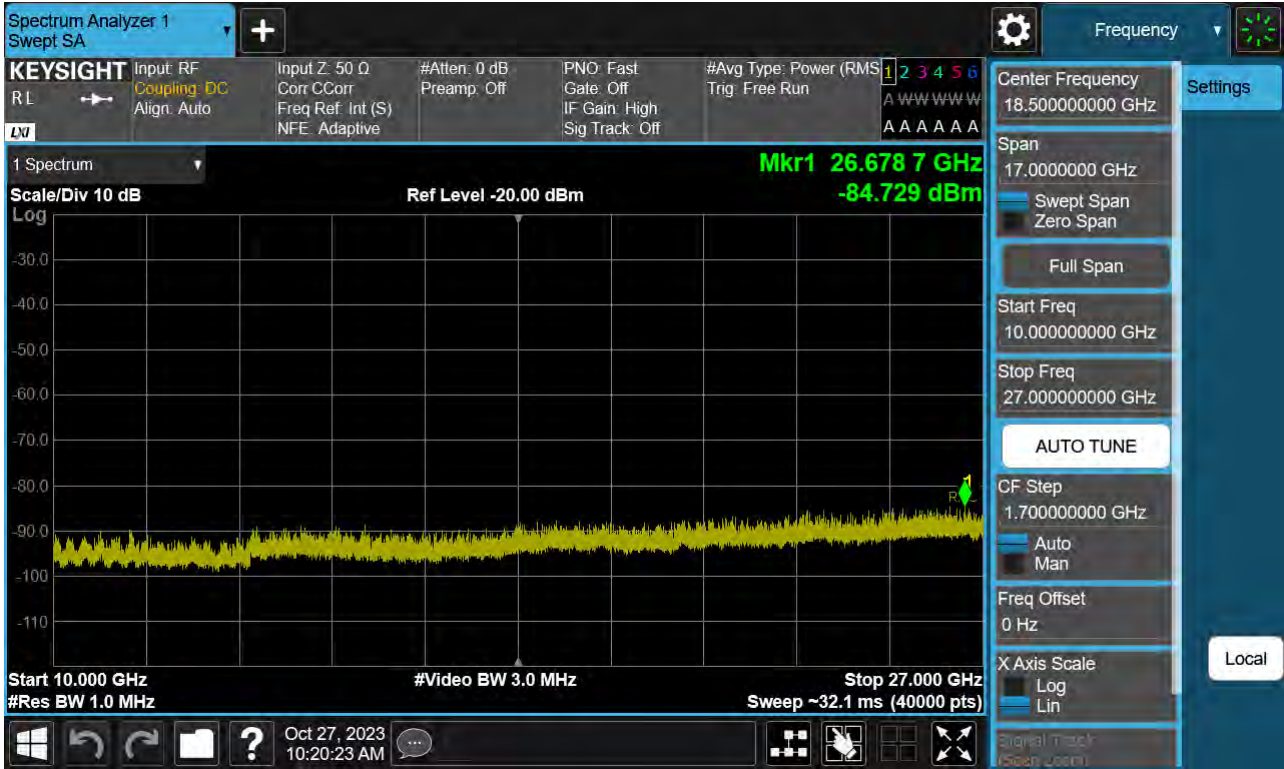 Spectrum Analyzer 1
Swept SA
Frequency
KEYSIGHT
R L
LXI
Input: RF
Coupling: DC
Align: Auto
Input Z: 50 Ω
Corr CCorr
Freq Ref: Int (S)
NFE: Adaptive
#Atten: 0 dB
Preamp: Off
PNO: Fast
Gate: Off
IF Gain: High
Sig Track: Off
#Avg Type: Power (RMS
Trig: Free Run
1 2 3 4 5 6
A W W W W W
A A A A A A
1 Spectrum
Mkr1 26.678 7 GHz
Scale/Div 10 dB
Ref Level -20.00 dBm
-84.729 dBm
Log
-30.0
-40.0
-50.0
-60.0
-70.0
-80.0
-90.0
-100
-110
1
Start 10.000 GHz
#Video BW 3.0 MHz
Stop 27.000 GHz
#Res BW 1.0 MHz
Sweep ~32.1 ms (40000 pts)
Oct 27, 2023
10:20:23 AM
Center Frequency
18.500000000 GHz
Span
17.0000000 GHz
Swept Span
Zero Span
Full Span
Start Freq
10.000000000 GHz
Stop Freq
27.000000000 GHz
AUTO TUNE
CF Step
1.700000000 GHz
Auto
Man
Freq Offset
0 Hz
X Axis Scale
Log
Lin
Signal Track
(Span Zoom)
Settings
Local